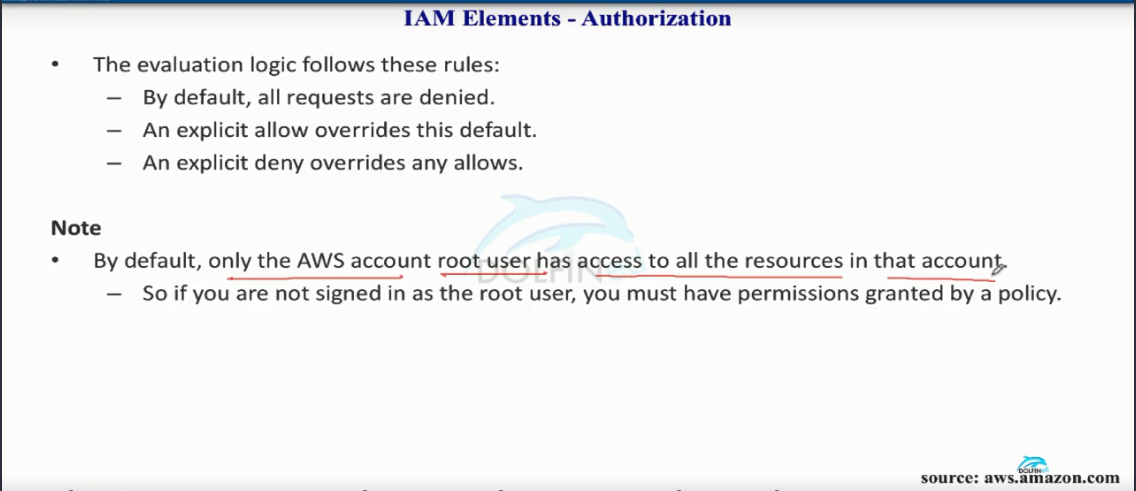 IAM Elements - Authorization
• The evaluation logic follows these rules:
– By default, all requests are denied.
– An explicit allow overrides this default.
– An explicit deny overrides any allows.
Note
• By default, only the AWS account root user has access to all the resources in that account.
– So if you are not signed in as the root user, you must have permissions granted by a policy.
DOLFIN
DOLFIN
source: aws.amazon.com